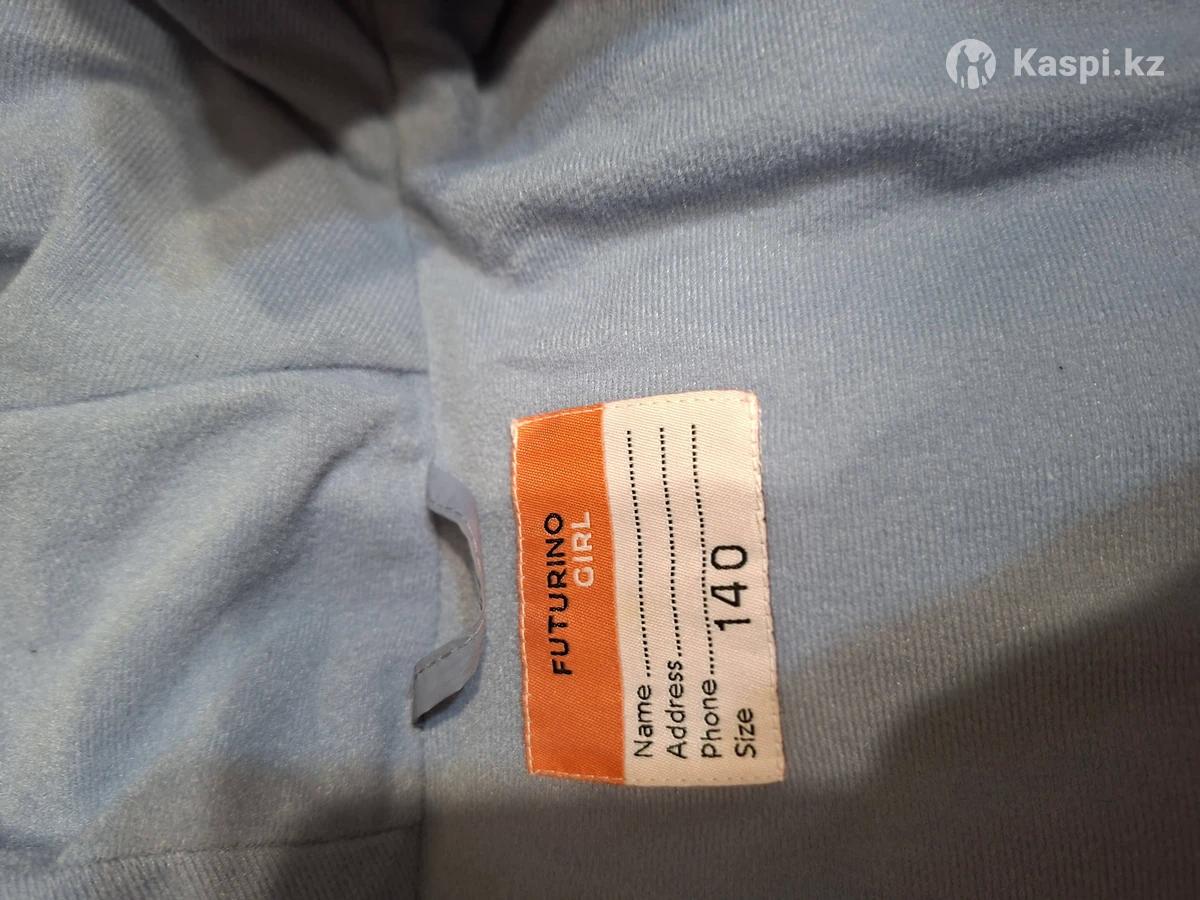 Kaspi.kz
FUTURINO
GIRL
Name
Address
Phone
Size 140